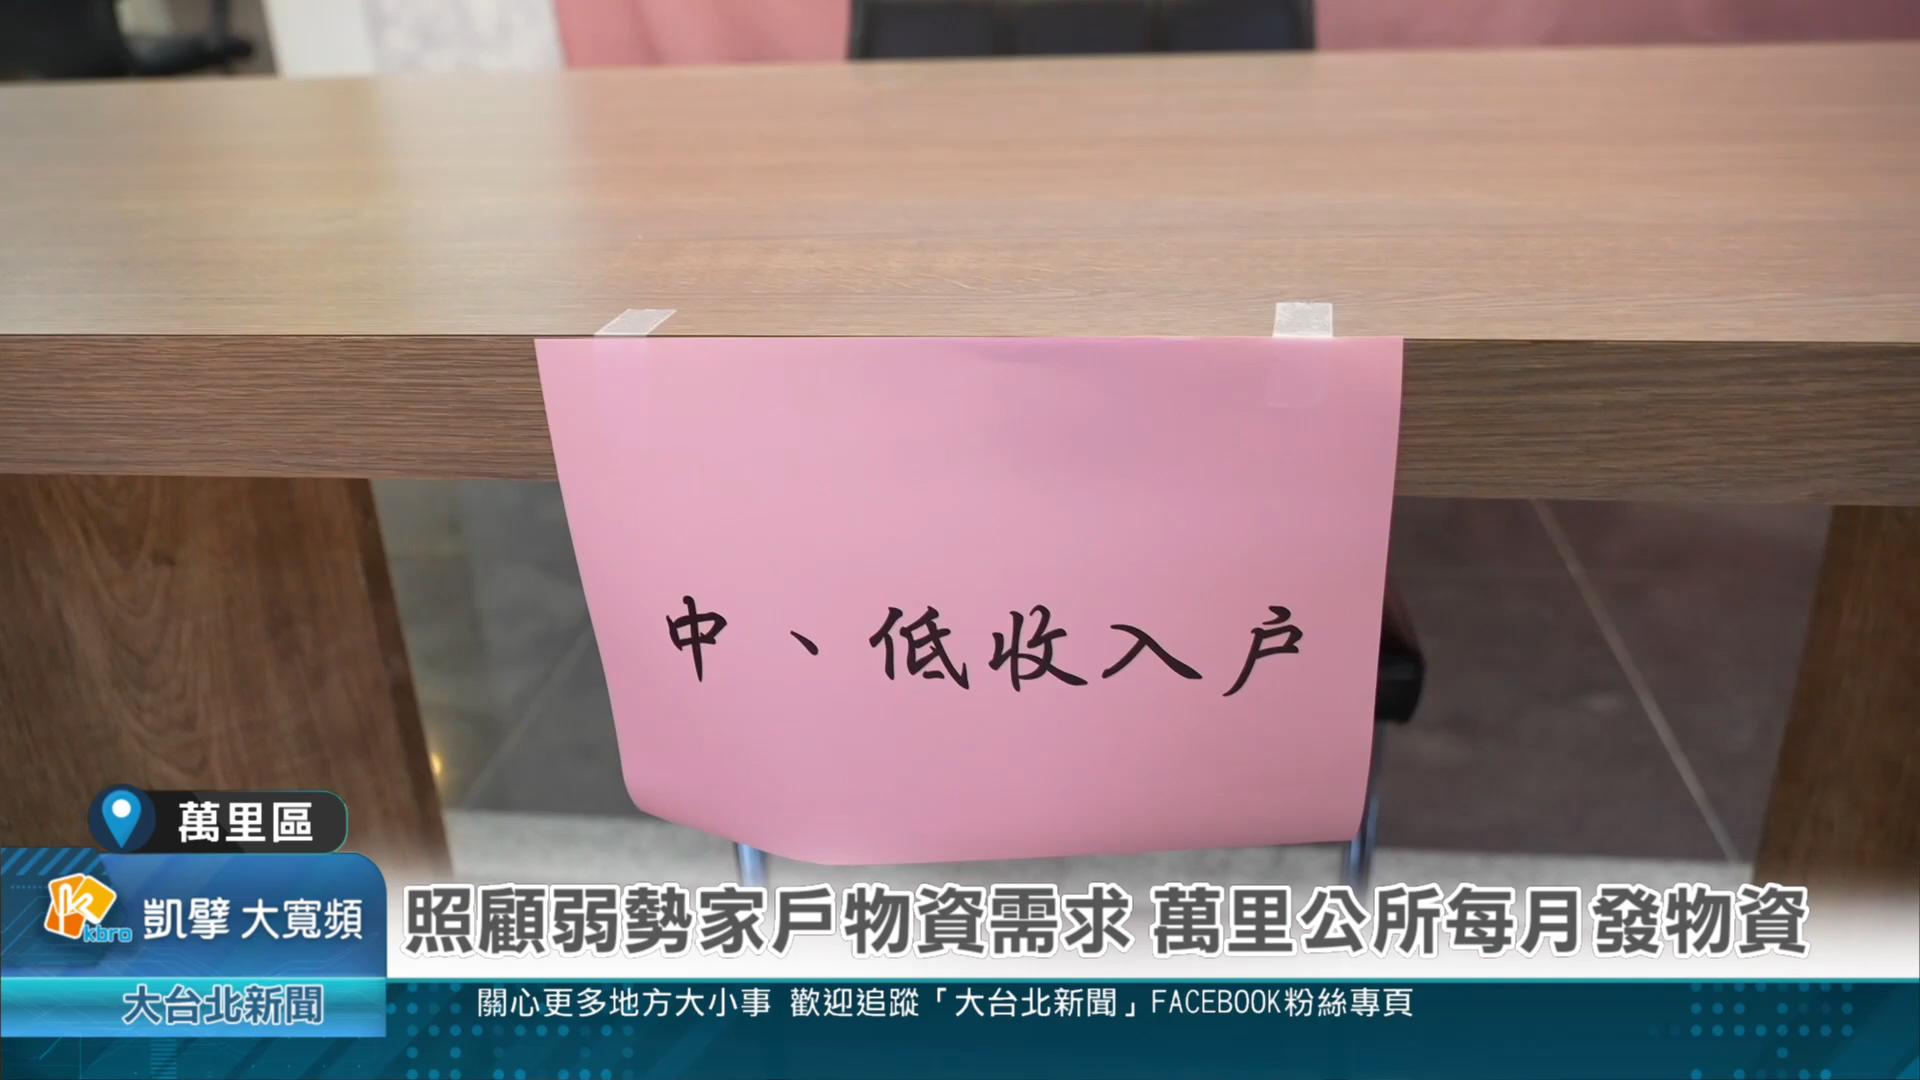 中、低收入户
萬里區
kbro 凱擘 大寬頻
照顧弱勢家戶物資需求 萬里公所每月發物資
大台北新聞
關心更多地方大小事 歡迎追蹤「大台北新聞」FACEBOOK粉絲專頁